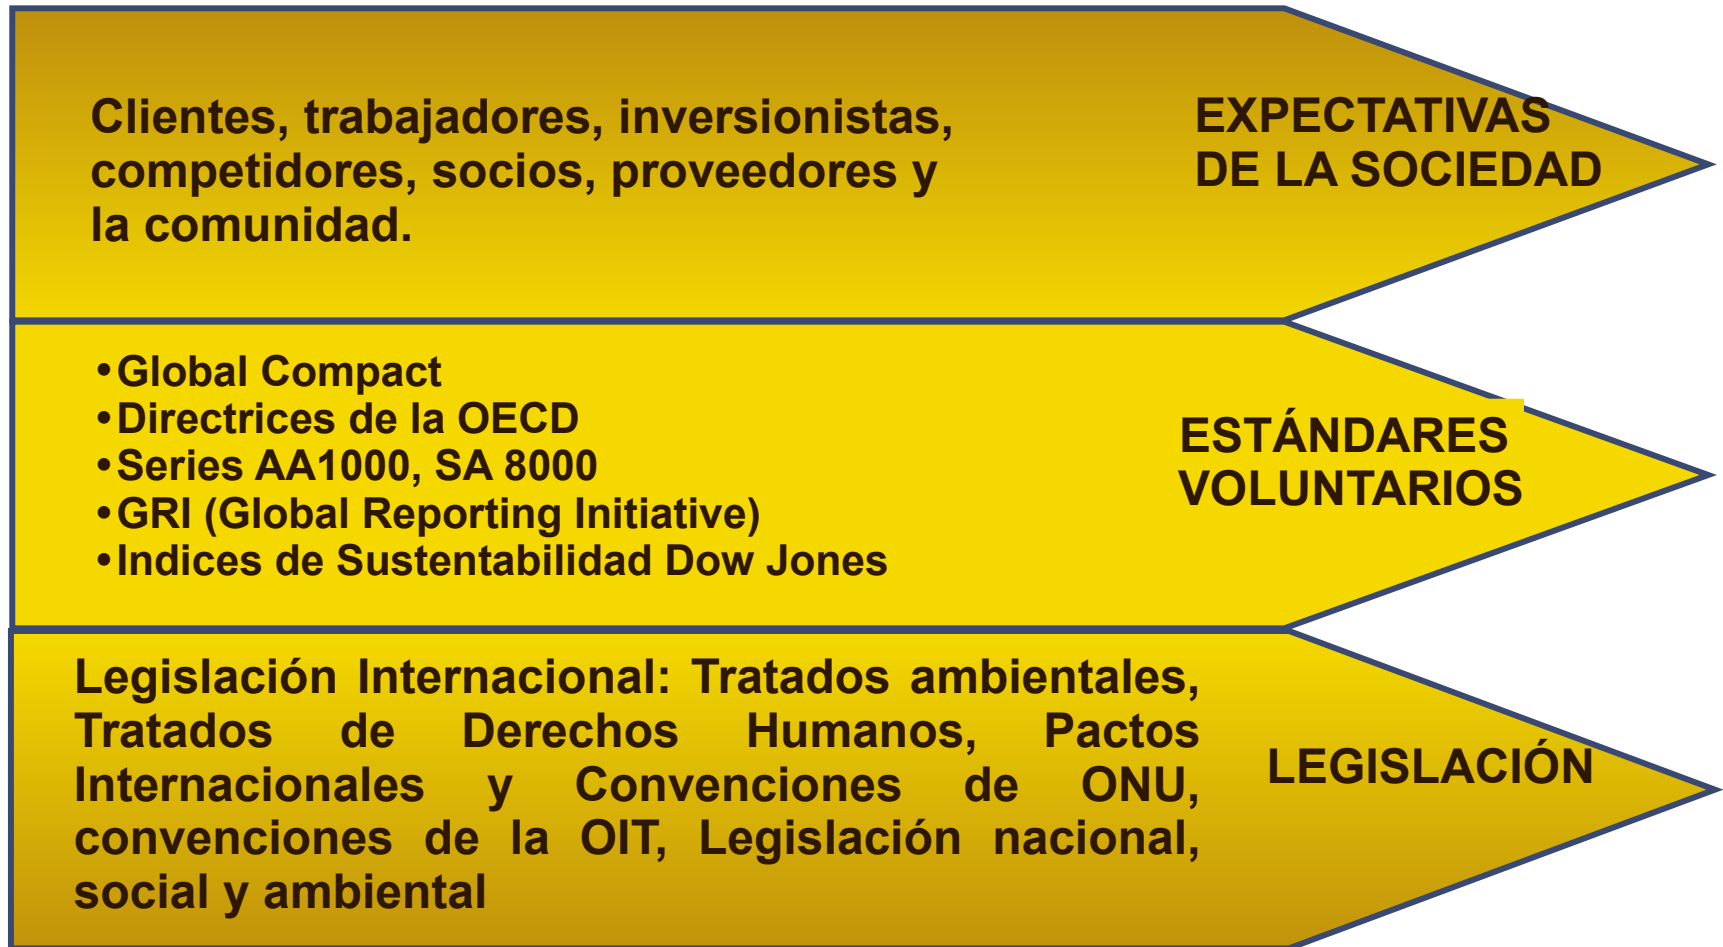 Clientes, trabajadores, inversionistas,
competidores, socios, proveedores y
la comunidad.
EXPECTATIVAS
DE LA SOCIEDAD
•Global Compact
•Directrices de la OECD
•Series AA1000, SA 8000
•GRI (Global Reporting Initiative)
•Indices de Sustentabilidad Dow Jones
ESTÁNDARES
VOLUNTARIOS
Legislación Internacional: Tratados ambientales,
Tratados de Derechos Humanos, Pactos
Internacionales y Convenciones de ONU,
convenciones de la OIT, Legislación nacional,
social y ambiental
LEGISLACIÓN